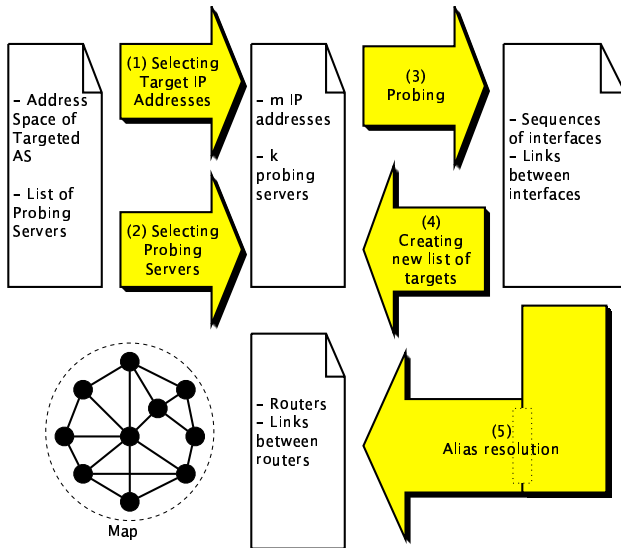 – Address
Space of
Targeted
AS
– List of
Probing
Servers
(1) Selecting
Target IP
Addresses
(2) Selecting
Probing
Servers
– m IP
addresses
– k
probing
servers
(3)
Probing
(4)
Creating
new list of
targets
– Sequences
of interfaces
– Links
between
interfaces
Map
– Routers
– Links
between
routers
(5)
Alias resolution